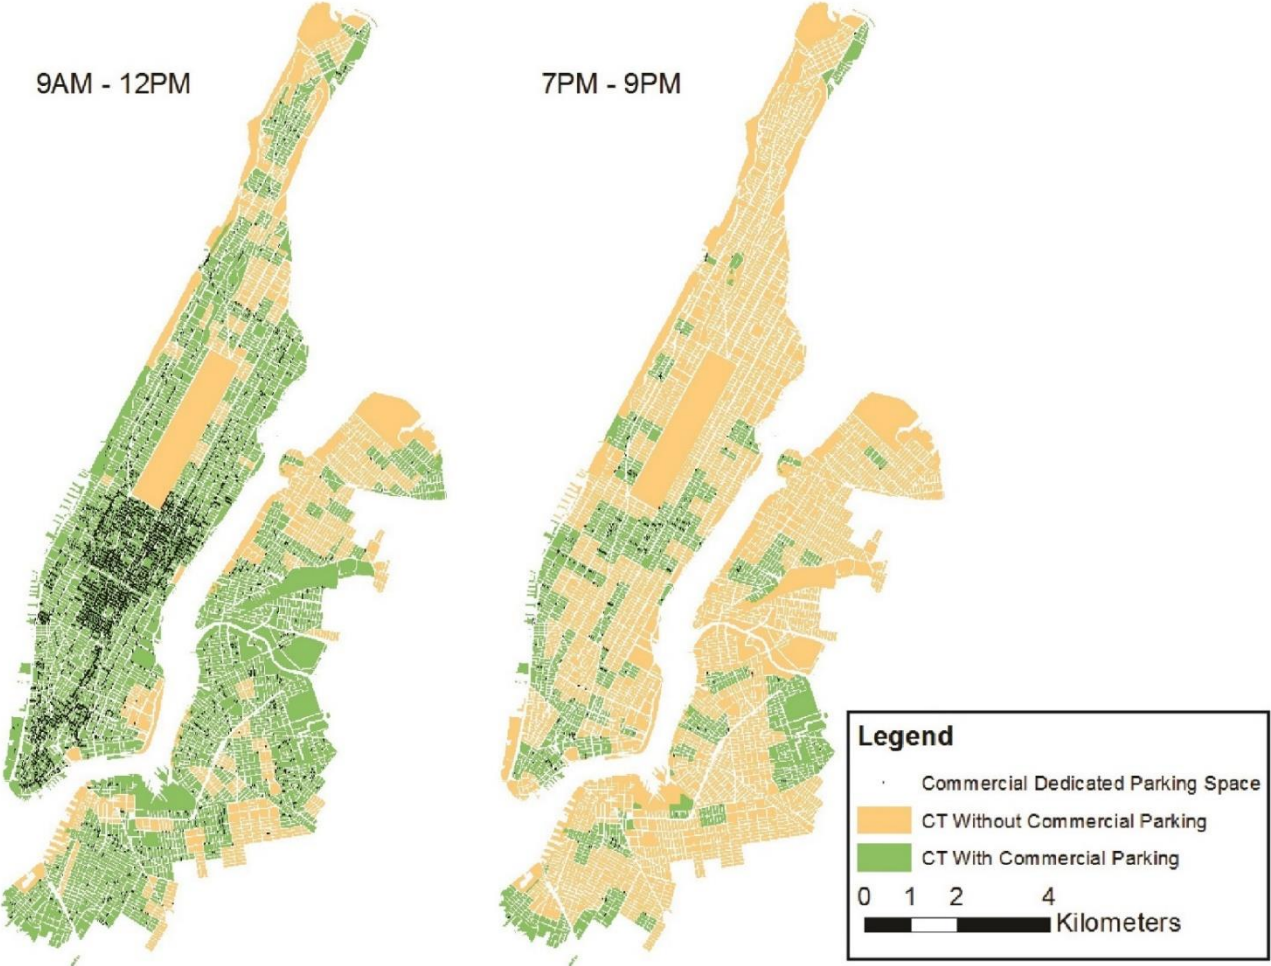 9AM - 12PM
7PM - 9PM
Legend
Commercial Dedicated Parking Space
CT Without Commercial Parking
CT With Commercial Parking
0 1 2 4
Kilometers